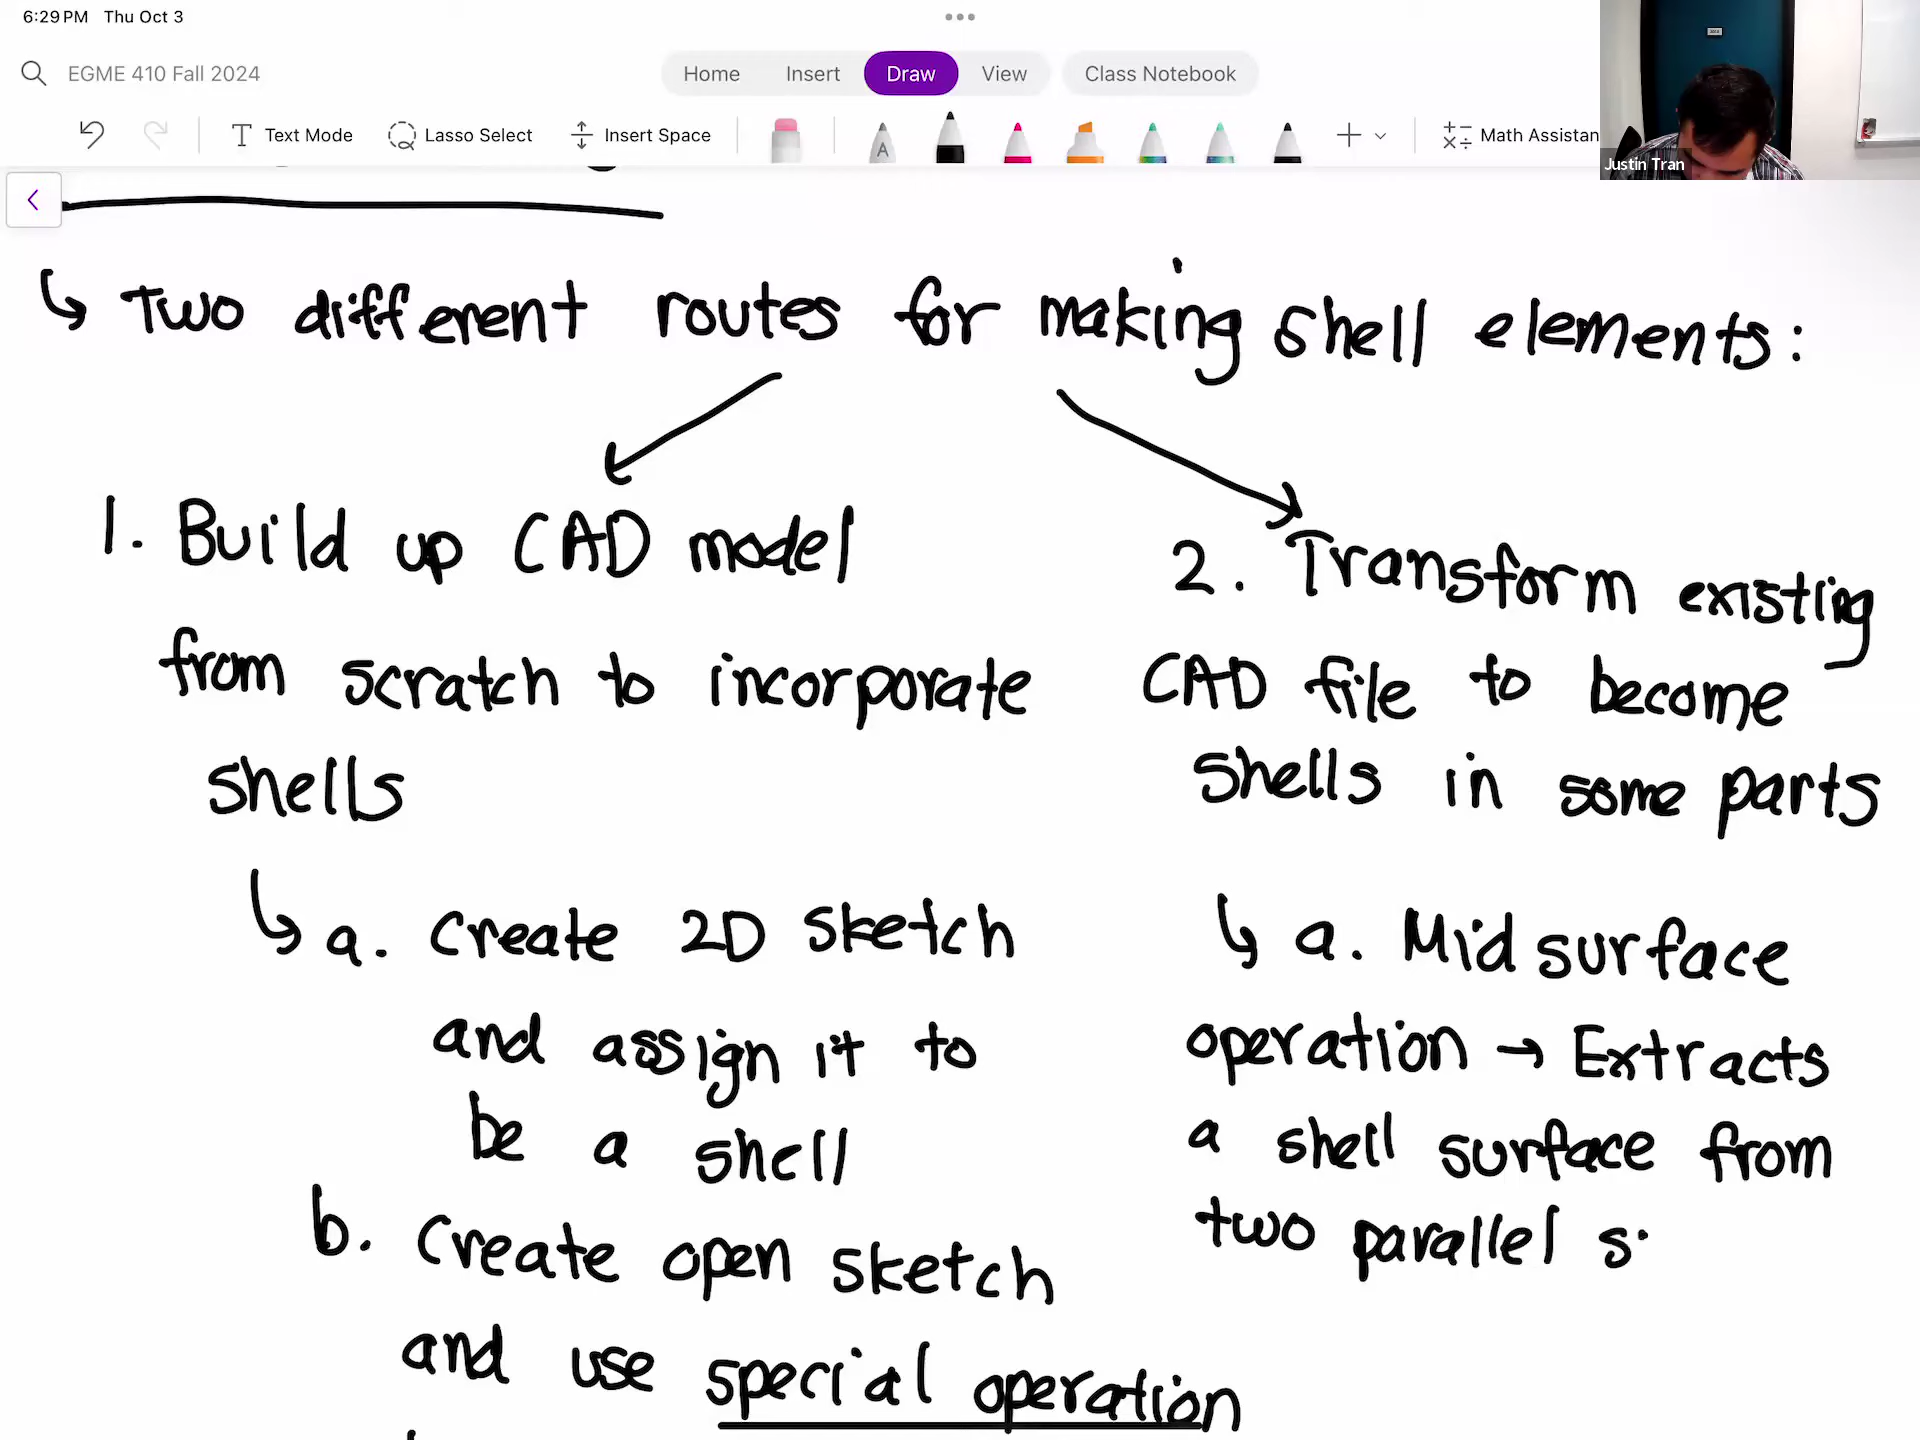 6:29 PM Thu Oct 3
EGME 410 Fall 2024
Home Insert Draw View Class Notebook
Text Mode Lasso Select Insert Space A Math Assistan
Justin Tran
Two different routes for making shell elements:
1. Build up CAD model
from scratch to incorporate
shells
a. Create 2D sketch
and assign it to
be a shell
b. Create open sketch
and use special operation
2. Transform existing
CAD file to become
shells in some parts
a. Midsurface
operation → Extracts
a shell surface from
two parallel s